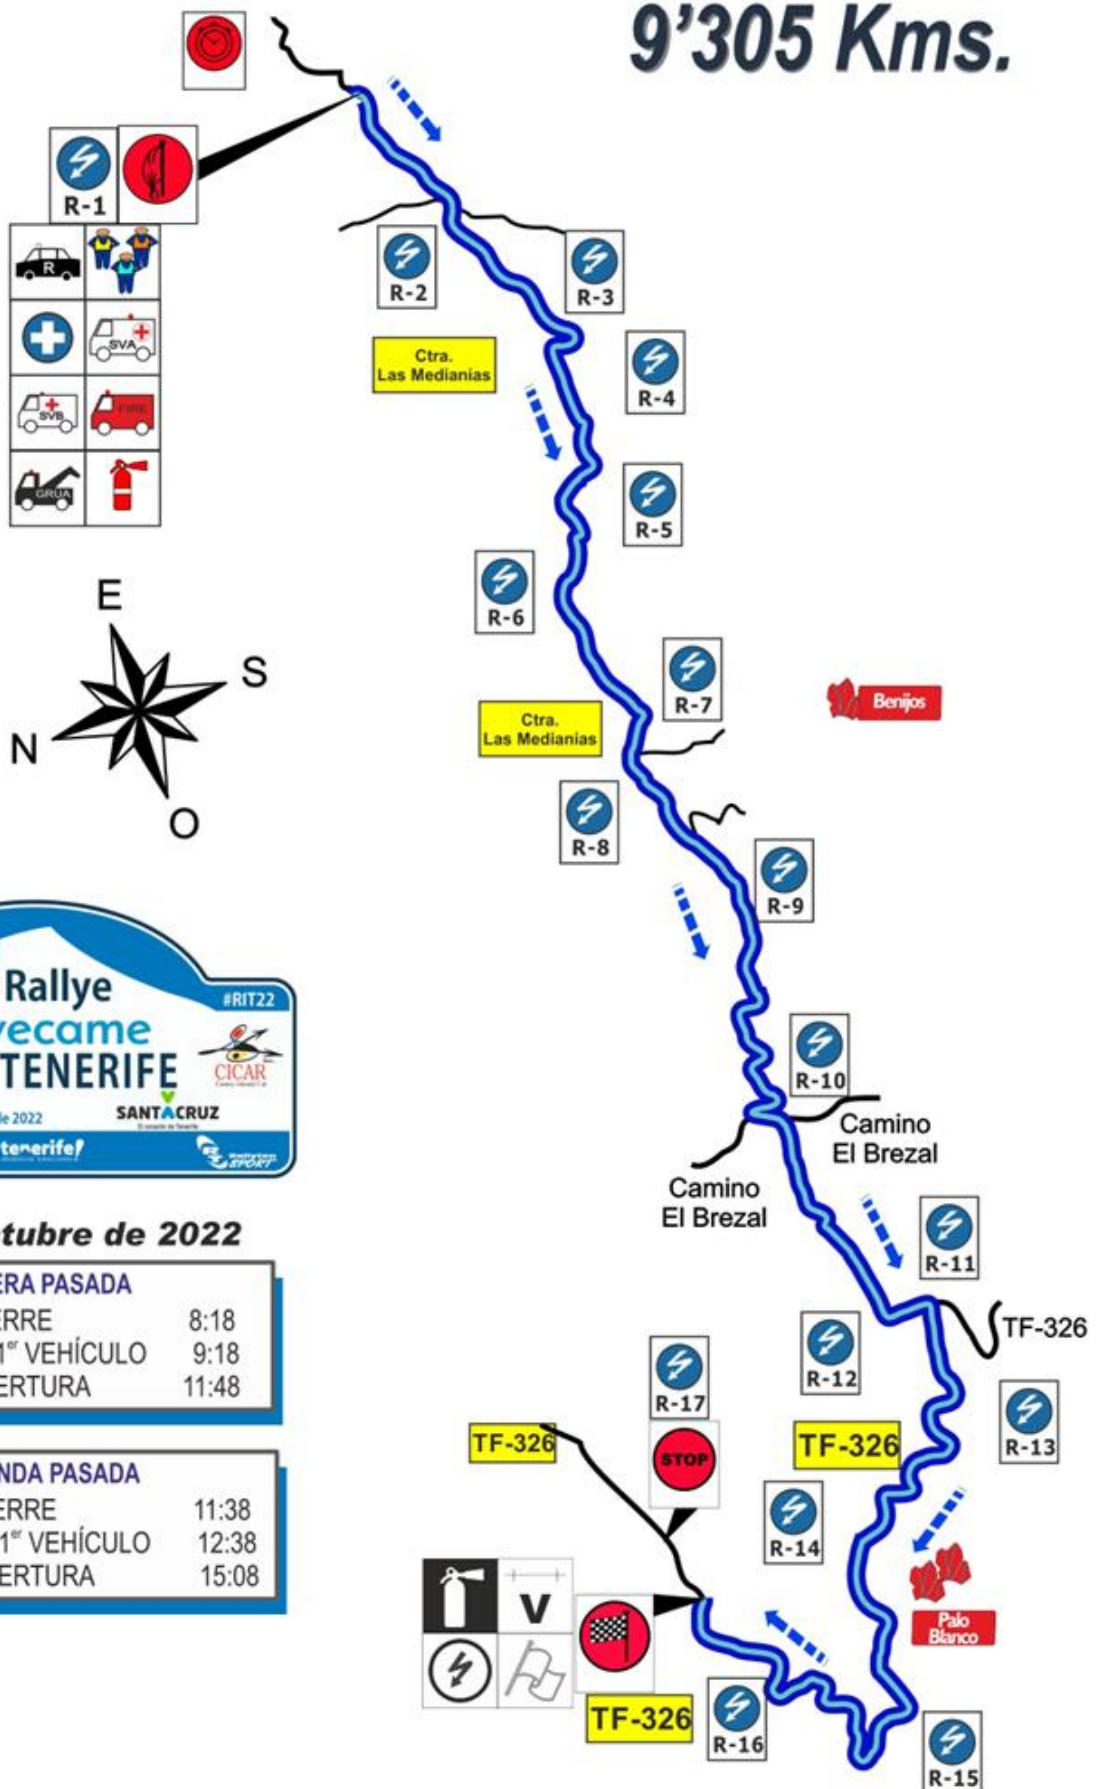 9'305 Kms.
R-1
R
SVA
SVB
FIRE
GRUA
R-2
R-3
Ctra.
Las Medianias
R-4
R-5
R-6
E
S
N
O
R-7
Benijos
Ctra.
Las Medianias
R-8
R-9
Rallye
#RIT22
vecame
TENERIFE
CICAR
de 2022
SANTACRUZ
tenerife!
SPORT
R-10
Camino
El Brezal
Camino
El Brezal
tubre de 2022
R-11
ERA PASADA
ERRE 8:18
1er VEHÍCULO 9:18
ERTURA 11:48
TF-326
R-12
R-17
R-13
TF-326
STOP
TF-326
NDA PASADA
ERRE 11:38
1er VEHÍCULO 12:38
ERTURA 15:08
R-14
V
Palo
Blanco
TF-326
R-16
R-15